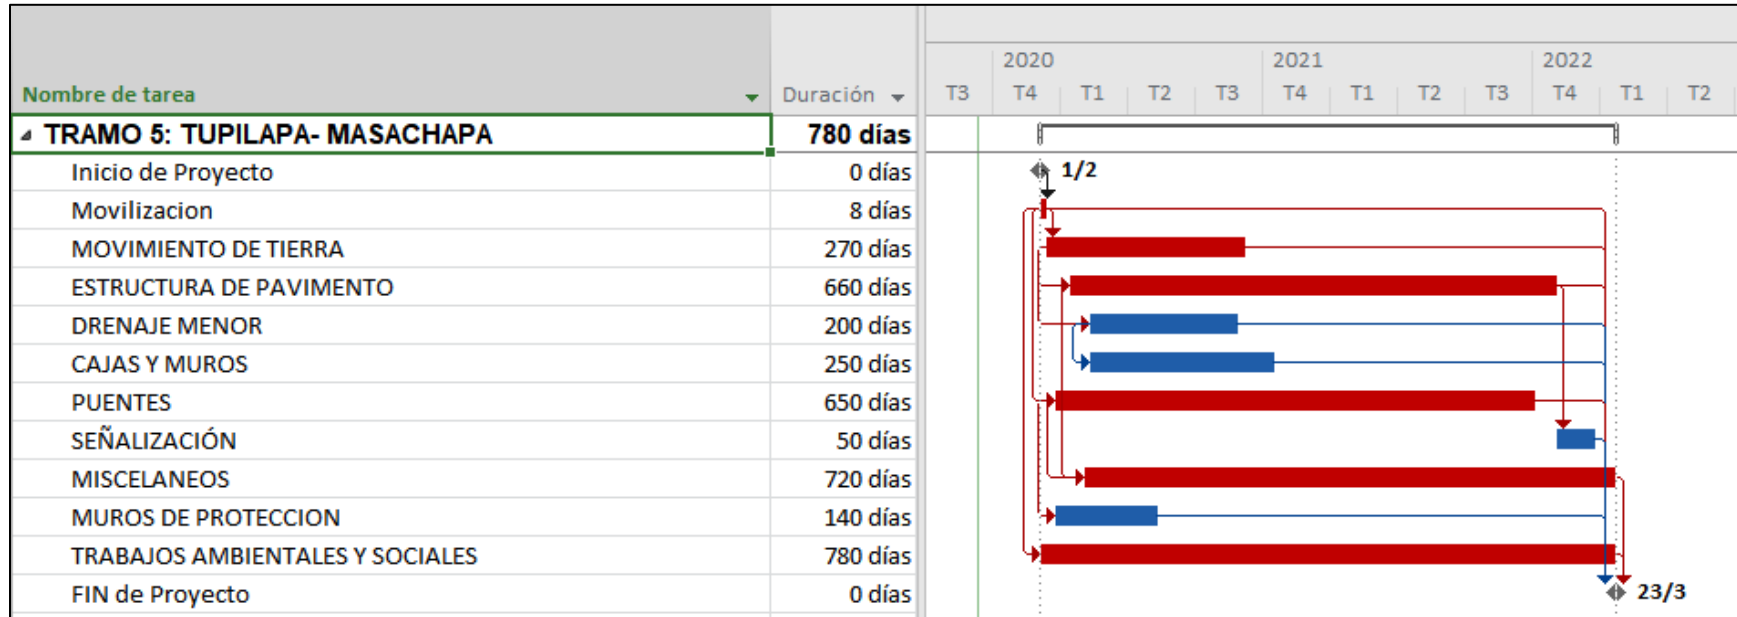 2020 2021 2022
Nombre de tarea Duración T3 T4 T1 T2 T3 T4 T1 T2 T3 T4 T1 T2
TRAMO 5: TUPILAPA- MASACHAPA 780 días
Inicio de Proyecto 0 días 1/2
Movilizacion 8 días
MOVIMIENTO DE TIERRA 270 días
ESTRUCTURA DE PAVIMENTO 660 días
DRENAJE MENOR 200 días
CAJAS Y MUROS 250 días
PUENTES 650 días
SEÑALIZACIÓN 50 días
MISCELANEOS 720 días
MUROS DE PROTECCION 140 días
TRABAJOS AMBIENTALES Y SOCIALES 780 días
FIN de Proyecto 0 días 23/3